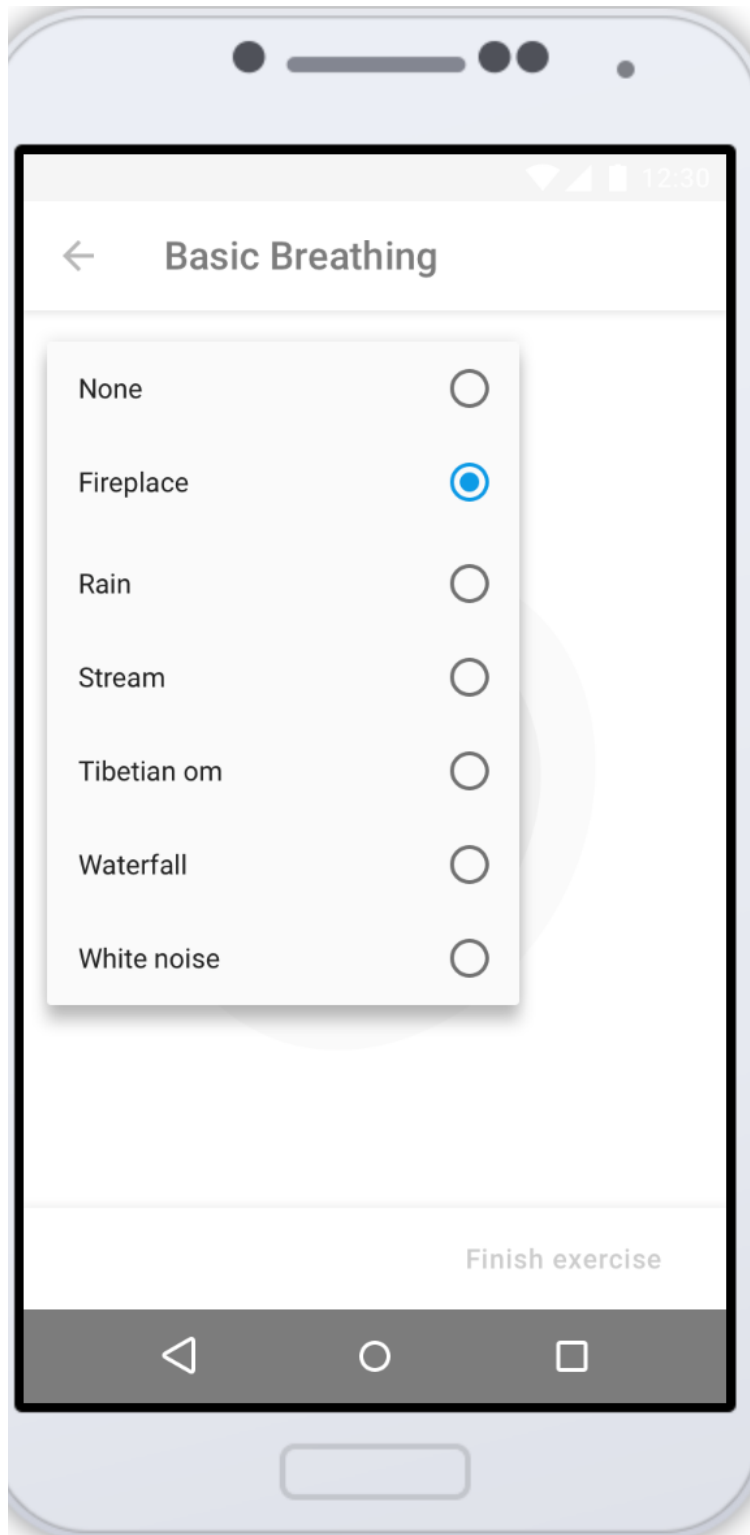 12:30
Basic Breathing
None
Fireplace
Rain
Stream
Tibetian om
Waterfall
White noise
Finish exercise